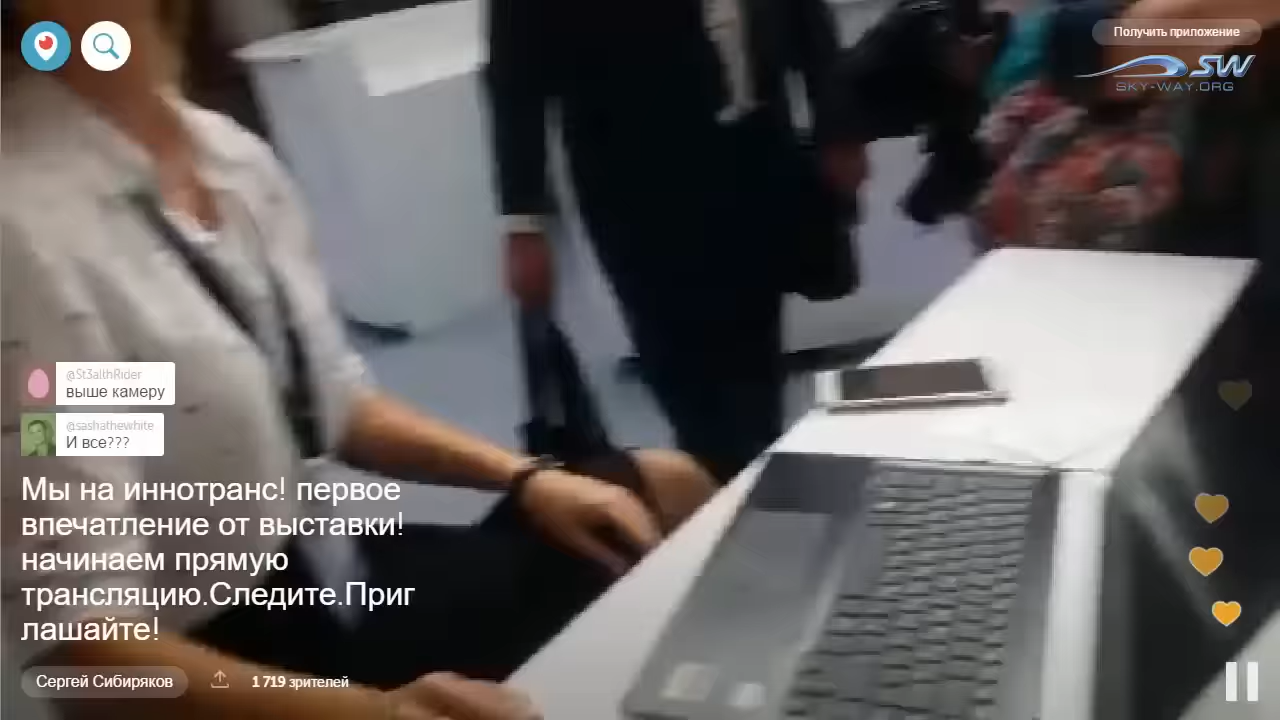 Получить приложение
SW
SKY-WAY.ORG
@St3althRider
выше камеру
@sashathewhite
И все???
Мы на иннотранс! первое
впечатление от выставки!
начинаем прямую
трансляцию.Следите.Приг
лашайте!
Сергей Сибиряков
1 719 зрителей